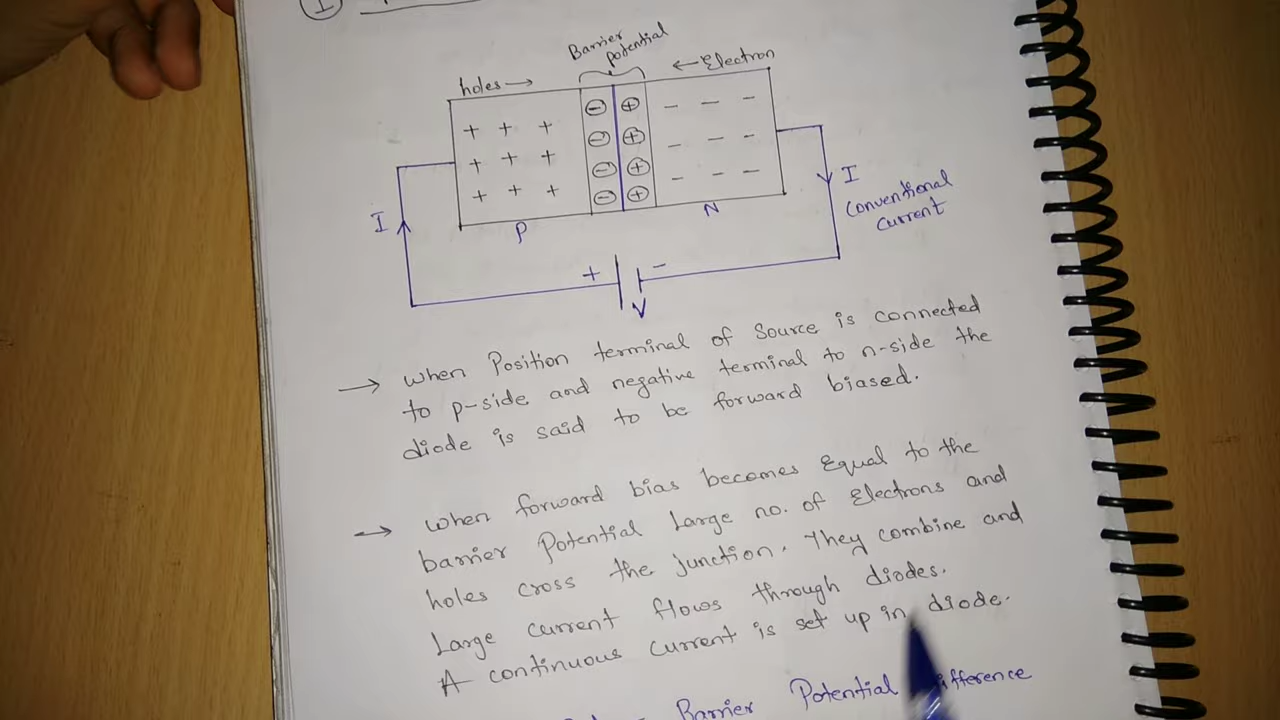 1
Barrier
potential
holes →
← Electron
⊖ ⊕ - - -
+ + +
⊖ ⊕ - - -
+ + +
⊖ ⊕ - - -
+ + +
⊖ ⊕
P
N
I
I
Conventional
Current
+ -
V
→ When Position terminal of Source is connected
to p-side and negative terminal to n-side the
diode is said to be forward biased.
→ When forward bias becomes Equal to the
barrier Potential Large no. of Electrons and
holes cross the junction. They combine and
Large current flows through diodes.
A continuous current is set up in diode.
Barrier Potential difference